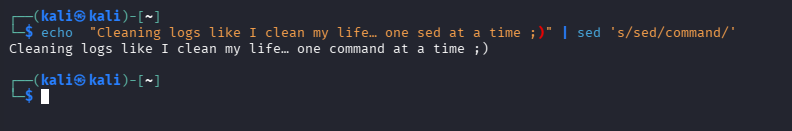 ┌──(kali㉿kali)-[~]
└─$ echo  "Cleaning logs like I clean my life… one sed at a time ;)" | sed 's/sed/command/'
Cleaning logs like I clean my life… one command at a time ;)
┌──(kali㉿kali)-[~]
└─$